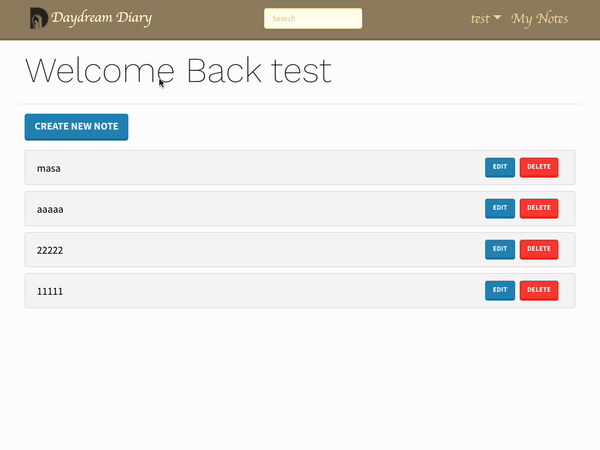 Daydream Diary Search test My Notes
Welcome Back test
CREATE NEW NOTE
masa EDIT DELETE
aaaaa EDIT DELETE
22222 EDIT DELETE
11111 EDIT DELETE